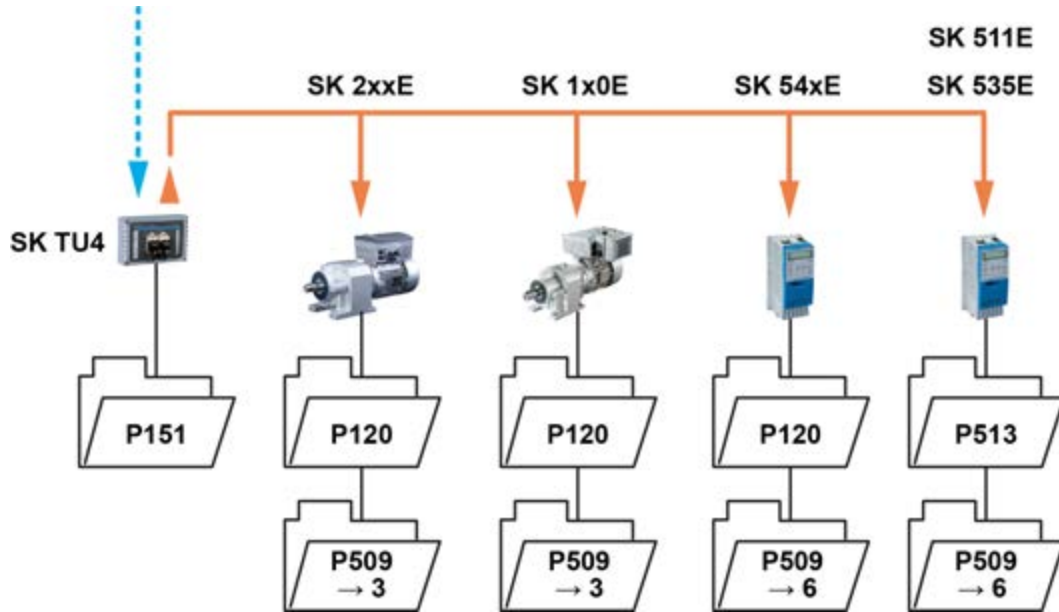 SK 511E
SK 2xxE SK 1x0E SK 54xE SK 535E
SK TU4
P151 P120 P120 P120 P513
P509 P509 P509 P509
→ 3 → 3 → 6 → 6